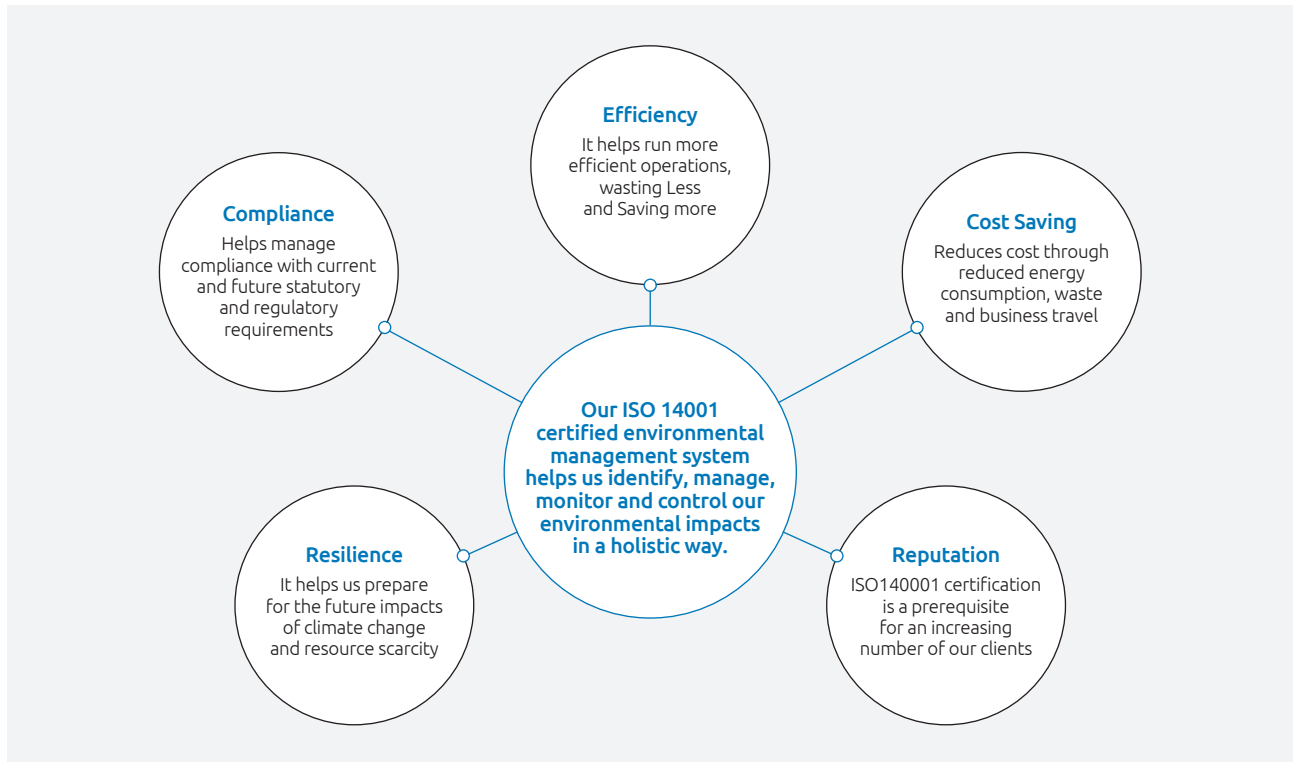 Efficiency
It helps run more
efficient operations,
wasting Less
and Saving more
Compliance
Helps manage
compliance with current
and future statutory
and regulatory
requirements
Cost Saving
Reduces cost through
reduced energy
consumption, waste
and business travel
Our ISO 14001
certified environmental
management system
helps us identify, manage,
monitor and control our
environmental impacts
in a holistic way.
Resilience
It helps us prepare
for the future impacts
of climate change
and resource scarcity
Reputation
ISO140001 certification
is a prerequisite
for an increasing
number of our clients